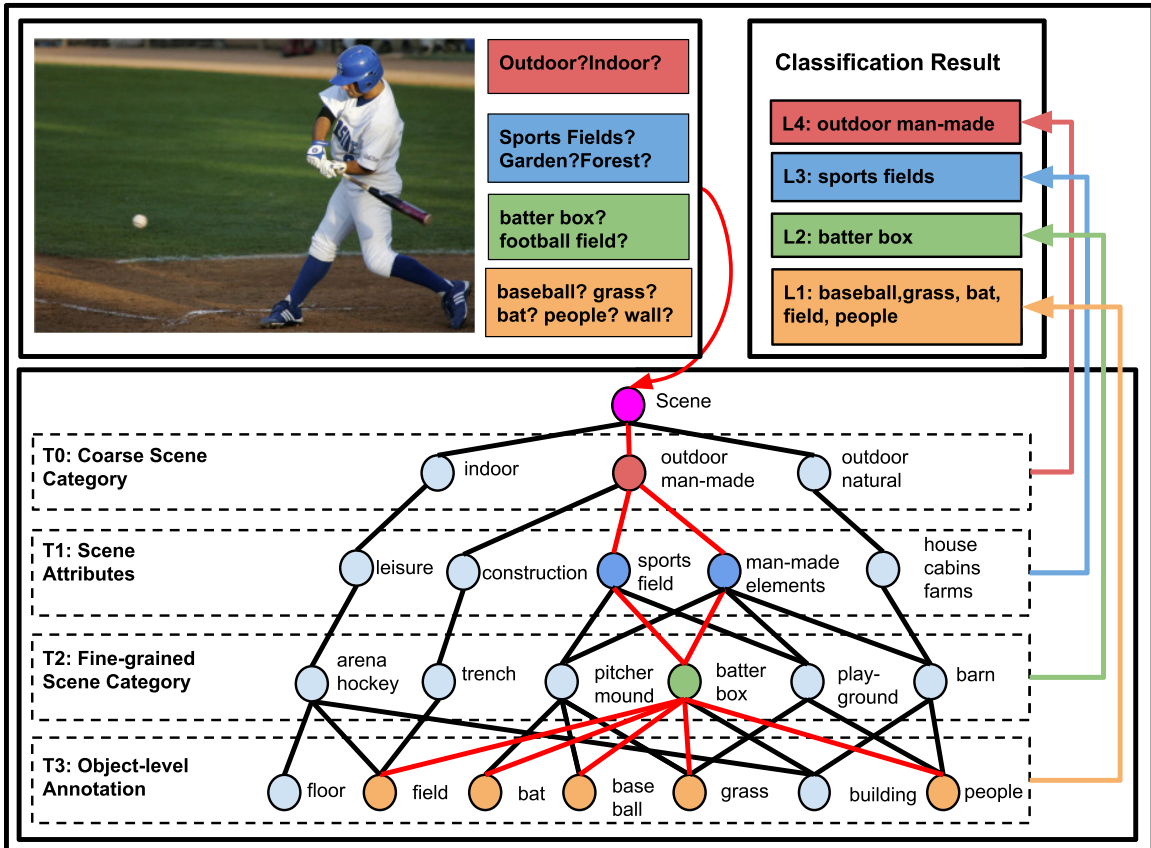 Outdoor?Indoor?
Sports Fields?
Garden?Forest?
batter box?
football field?
baseball? grass?
bat? people? wall?
Classification Result
L4: outdoor man-made
L3: sports fields
L2: batter box
L1: baseball,grass, bat,
field, people
Scene
T0: Coarse Scene
Category
indoor
outdoor
man-made
outdoor
natural
T1: Scene
Attributes
leisure
construction
sports
field
man-made
elements
house
cabins
farms
T2: Fine-grained
Scene Category
arena
hockey
trench
pitcher
mound
batter
box
play-
ground
barn
T3: Object-level
Annotation
floor
field
bat
base
ball
grass
building
people